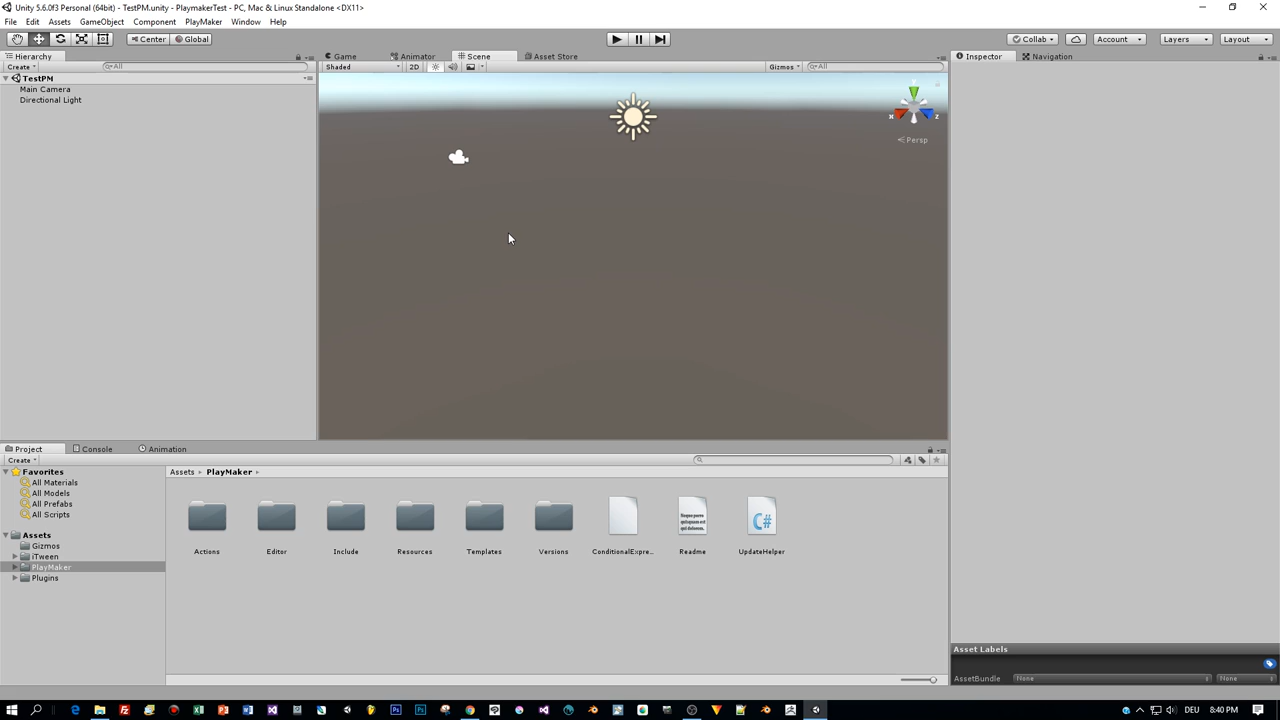 Unity 5.6.0f3 Personal (64bit) - TestPM.unity - PlaymakerTest - PC, Mac & Linux Standalone <DX11>
File Edit Assets GameObject Component PlayMaker Window Help
Center Global Collab Account Layers Layout
Hierarchy Game Animator Scene Asset Store Inspector Navigation
Create All Shaded 2D Gizmos All
TestPM
Main Camera
Directional Light
X Z
Persp
Project Console Animation
Create
Favorites
All Materials
All Models
All Prefabs
All Scripts
Assets
Gizmos
iTween
PlayMaker
Plugins
Assets PlayMaker
Actions Editor Include Resources Templates Versions ConditionalExpre... Readme UpdateHelper
C#
Asset Labels
AssetBundle None None
DEU 8:40 PM